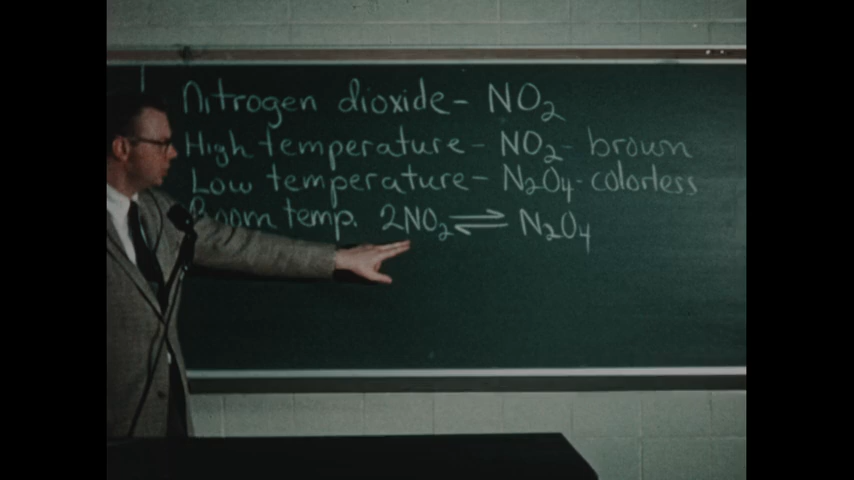 Nitrogen dioxide - NO₂
High temperature - NO₂ - brown
Low temperature - N₂O₄ - colorless
Room temp. 2NO₂ ⇌ N₂O₄